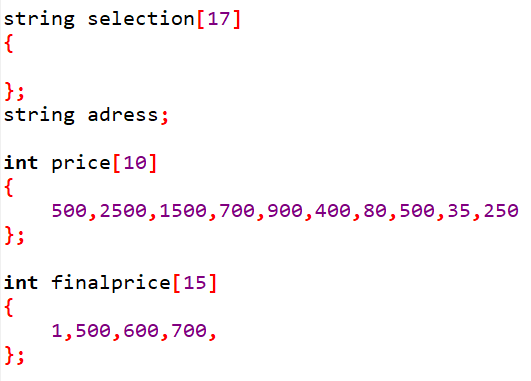 string selection[17]
{
};
string adress;
int price[10]
{
500,2500,1500,700,900,400,80,500,35,250
};
int finalprice[15]
{
1,500,600,700,
};